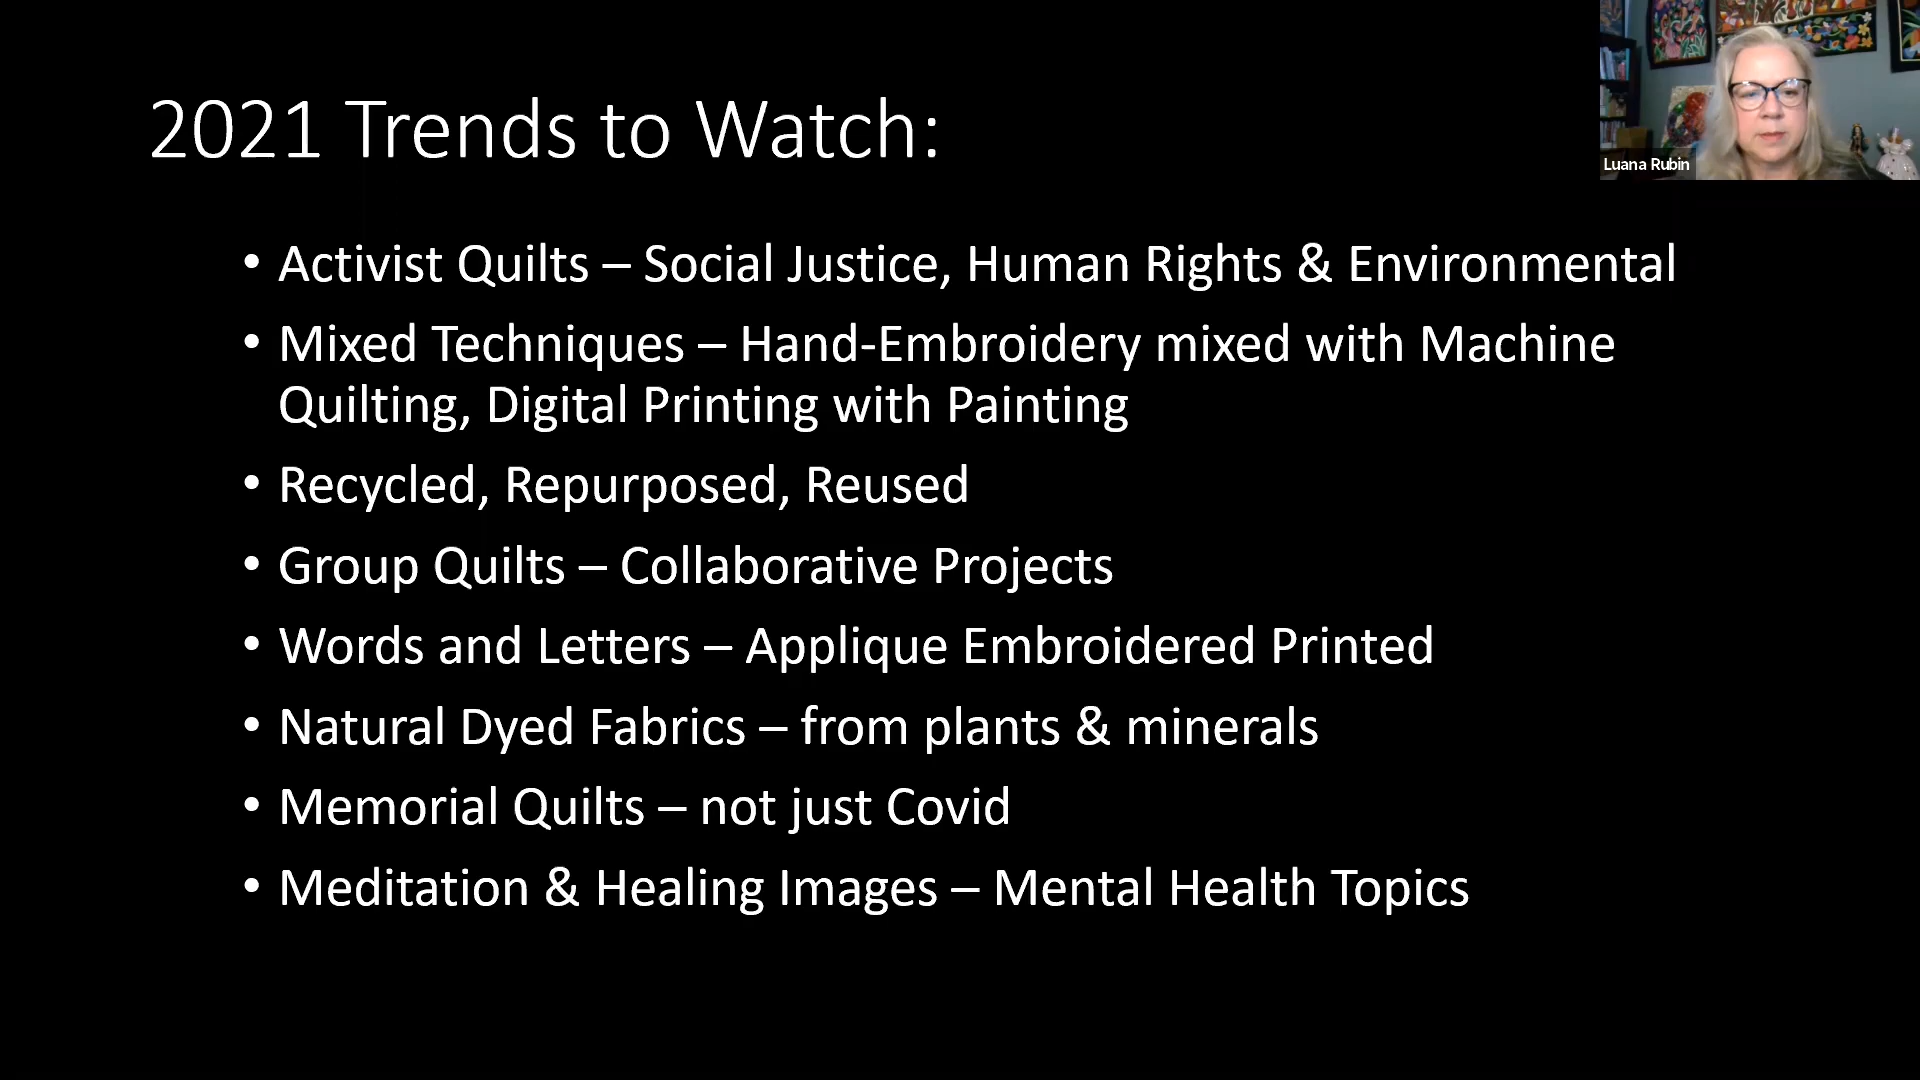 2021 Trends to Watch:
Luana Rubin
• Activist Quilts – Social Justice, Human Rights & Environmental
• Mixed Techniques – Hand-Embroidery mixed with Machine
Quilting, Digital Printing with Painting
• Recycled, Repurposed, Reused
• Group Quilts – Collaborative Projects
• Words and Letters – Applique Embroidered Printed
• Natural Dyed Fabrics – from plants & minerals
• Memorial Quilts – not just Covid
• Meditation & Healing Images – Mental Health Topics